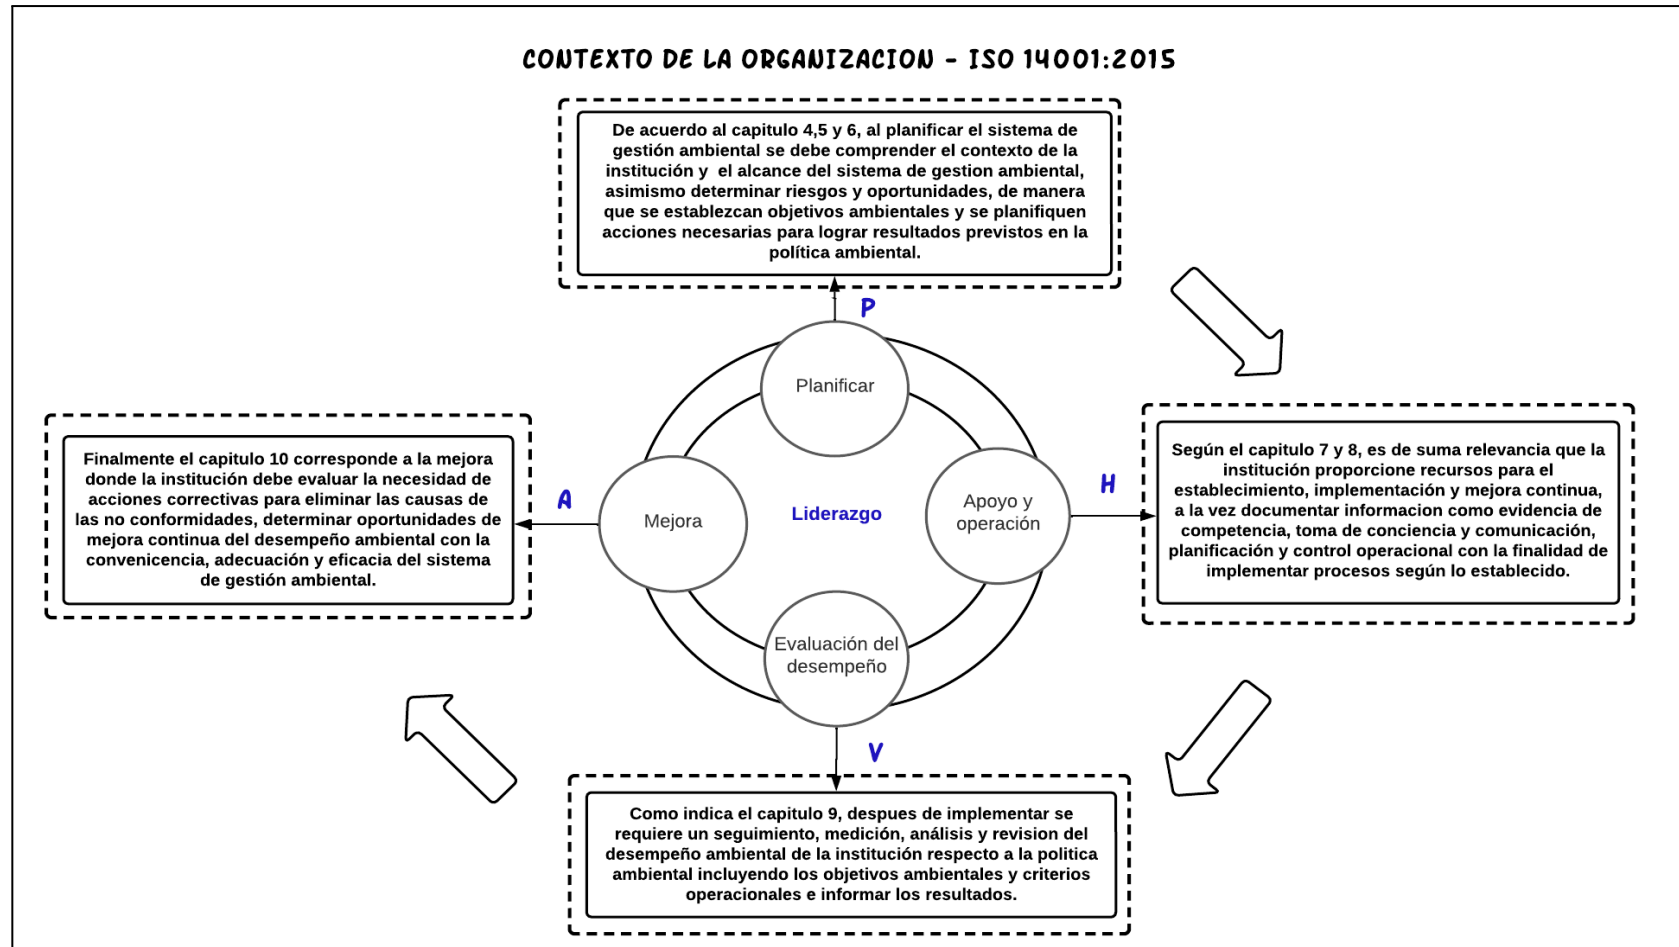 CONTEXTO DE LA ORGANIZACION - ISO 14001:2015
De acuerdo al capitulo 4,5 y 6, al planificar el sistema de
gestión ambiental se debe comprender el contexto de la
institución y el alcance del sistema de gestion ambiental,
asimismo determinar riesgos y oportunidades, de manera
que se establezcan objetivos ambientales y se planifiquen
acciones necesarias para lograr resultados previstos en la
política ambiental.
P
Planificar
Según el capitulo 7 y 8, es de suma relevancia que la
institución proporcione recursos para el
establecimiento, implementación y mejora continua,
a la vez documentar informacion como evidencia de
competencia, toma de conciencia y comunicación,
planificación y control operacional con la finalidad de
implementar procesos según lo establecido.
H
Apoyo y
operación
Liderazgo
Mejora
A
Finalmente el capitulo 10 corresponde a la mejora
donde la institución debe evaluar la necesidad de
acciones correctivas para eliminar las causas de
las no conformidades, determinar oportunidades de
mejora continua del desempeño ambiental con la
convenicencia, adecuación y eficacia del sistema
de gestión ambiental.
Evaluación del
desempeño
V
Como indica el capitulo 9, despues de implementar se
requiere un seguimiento, medición, análisis y revision del
desempeño ambiental de la institución respecto a la politica
ambiental incluyendo los objetivos ambientales y criterios
operacionales e informar los resultados.